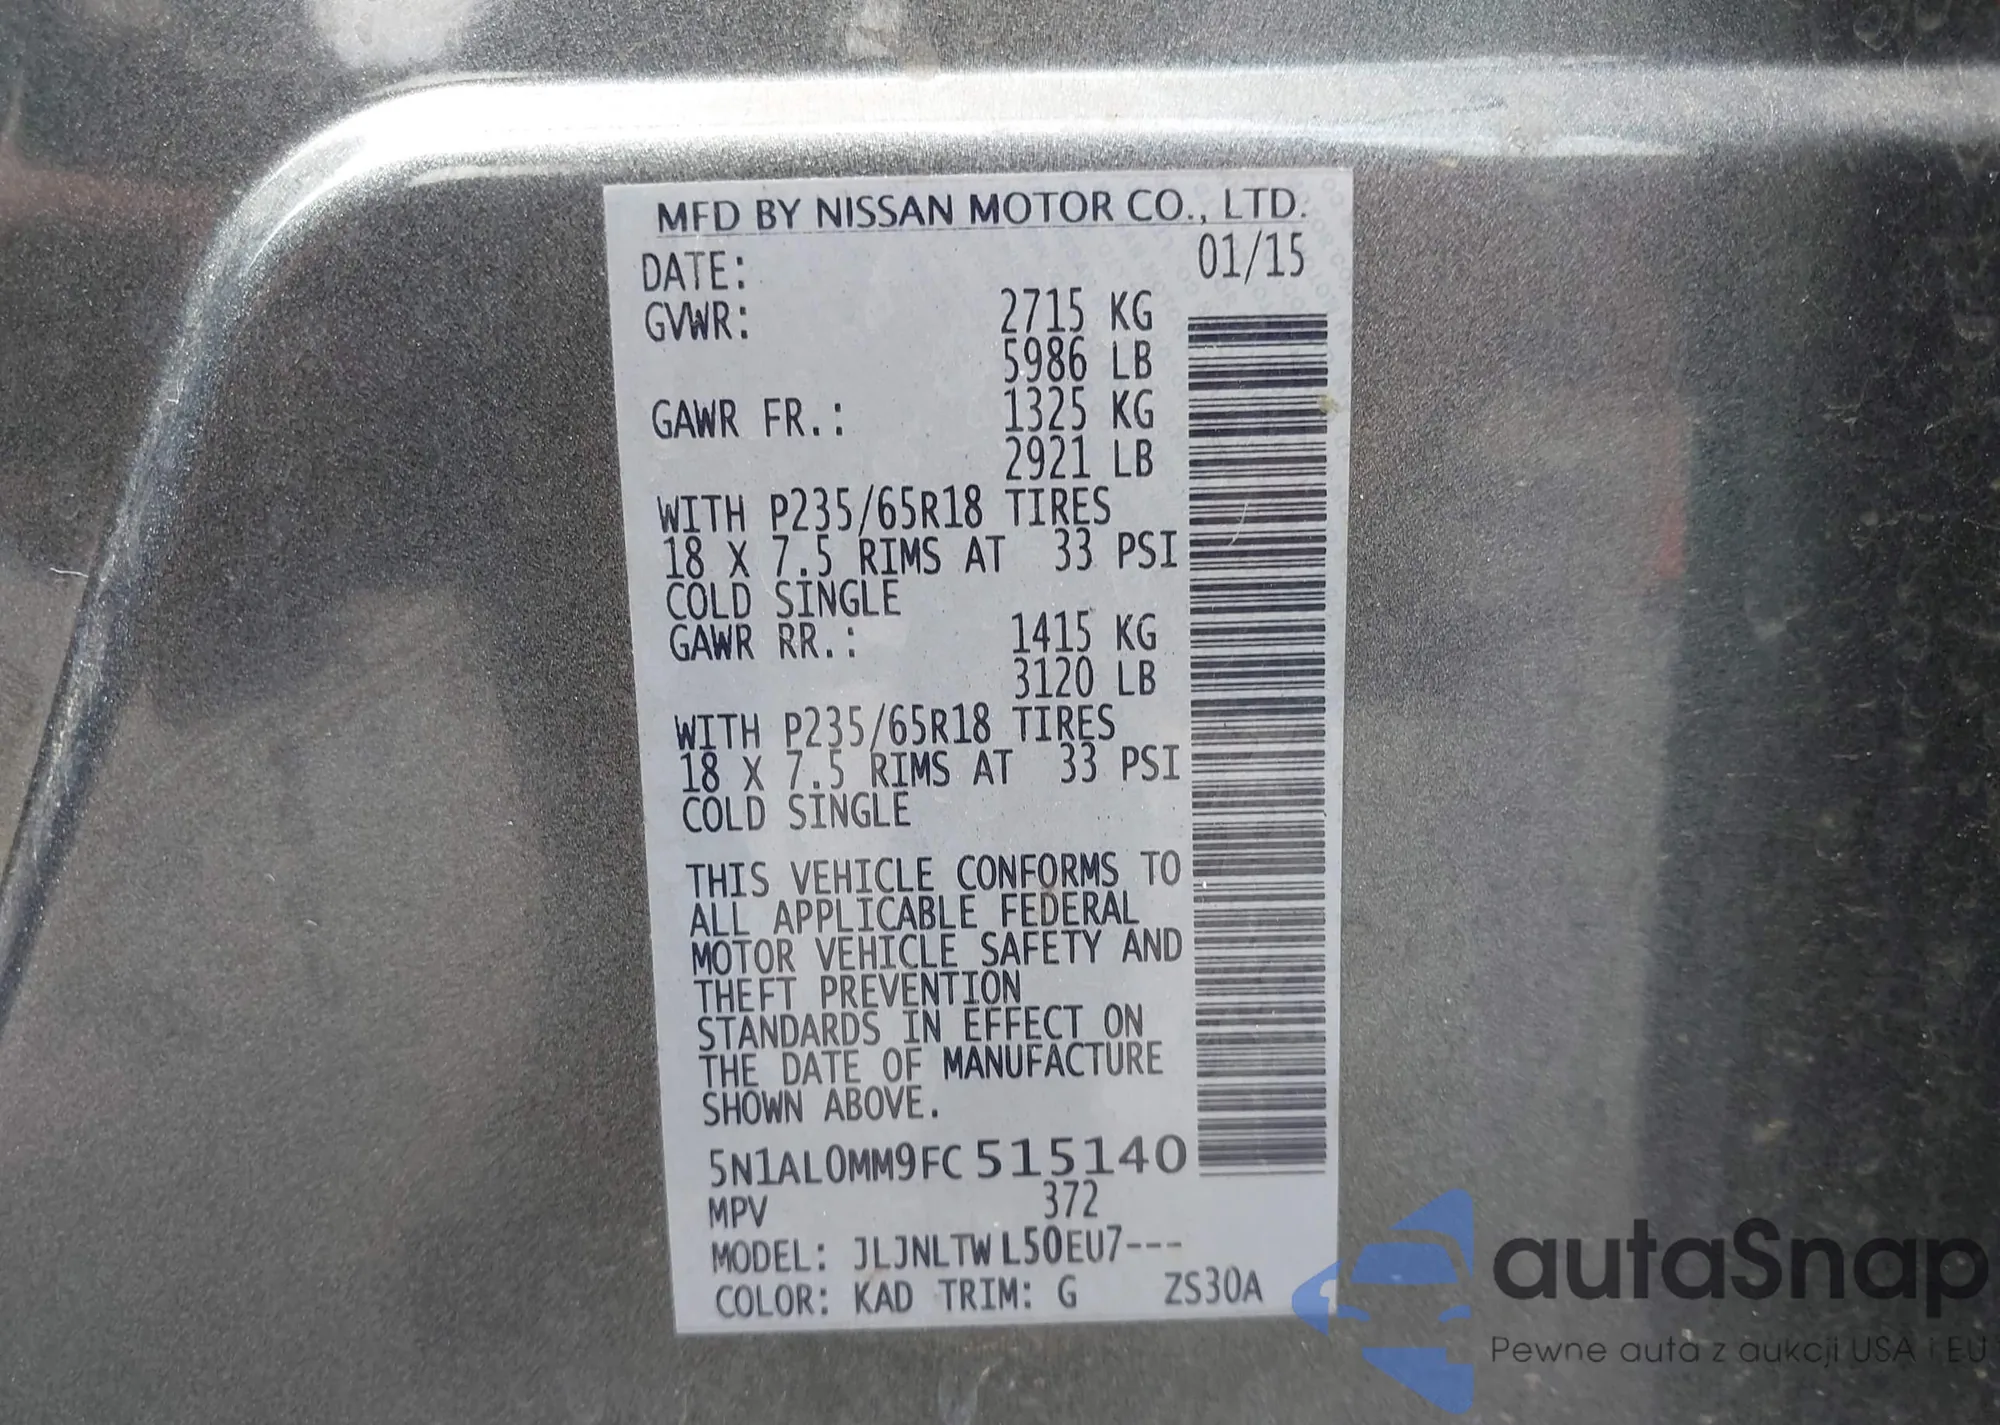 MFD BY NISSAN MOTOR CO., LTD.
DATE: 01/15
GVWR: 2715 KG
5986 LB
GAWR FR.: 1325 KG
2921 LB
WITH P235/65R18 TIRES
18 X 7.5 RIMS AT 33 PSI
COLD SINGLE
GAWR RR.: 1415 KG
3120 LB
WITH P235/65R18 TIRES
18 X 7.5 RIMS AT 33 PSI
COLD SINGLE
THIS VEHICLE CONFORMS TO
ALL APPLICABLE FEDERAL
MOTOR VEHICLE SAFETY AND
THEFT PREVENTION
STANDARDS IN EFFECT ON
THE DATE OF MANUFACTURE
SHOWN ABOVE.
5N1AL0MM9FC515140
MPV 372
MODEL: JLJNLTWL50EU7---
COLOR: KAD TRIM: G ZS30A
autaSnap
Pewne auta z aukcji USA i EU